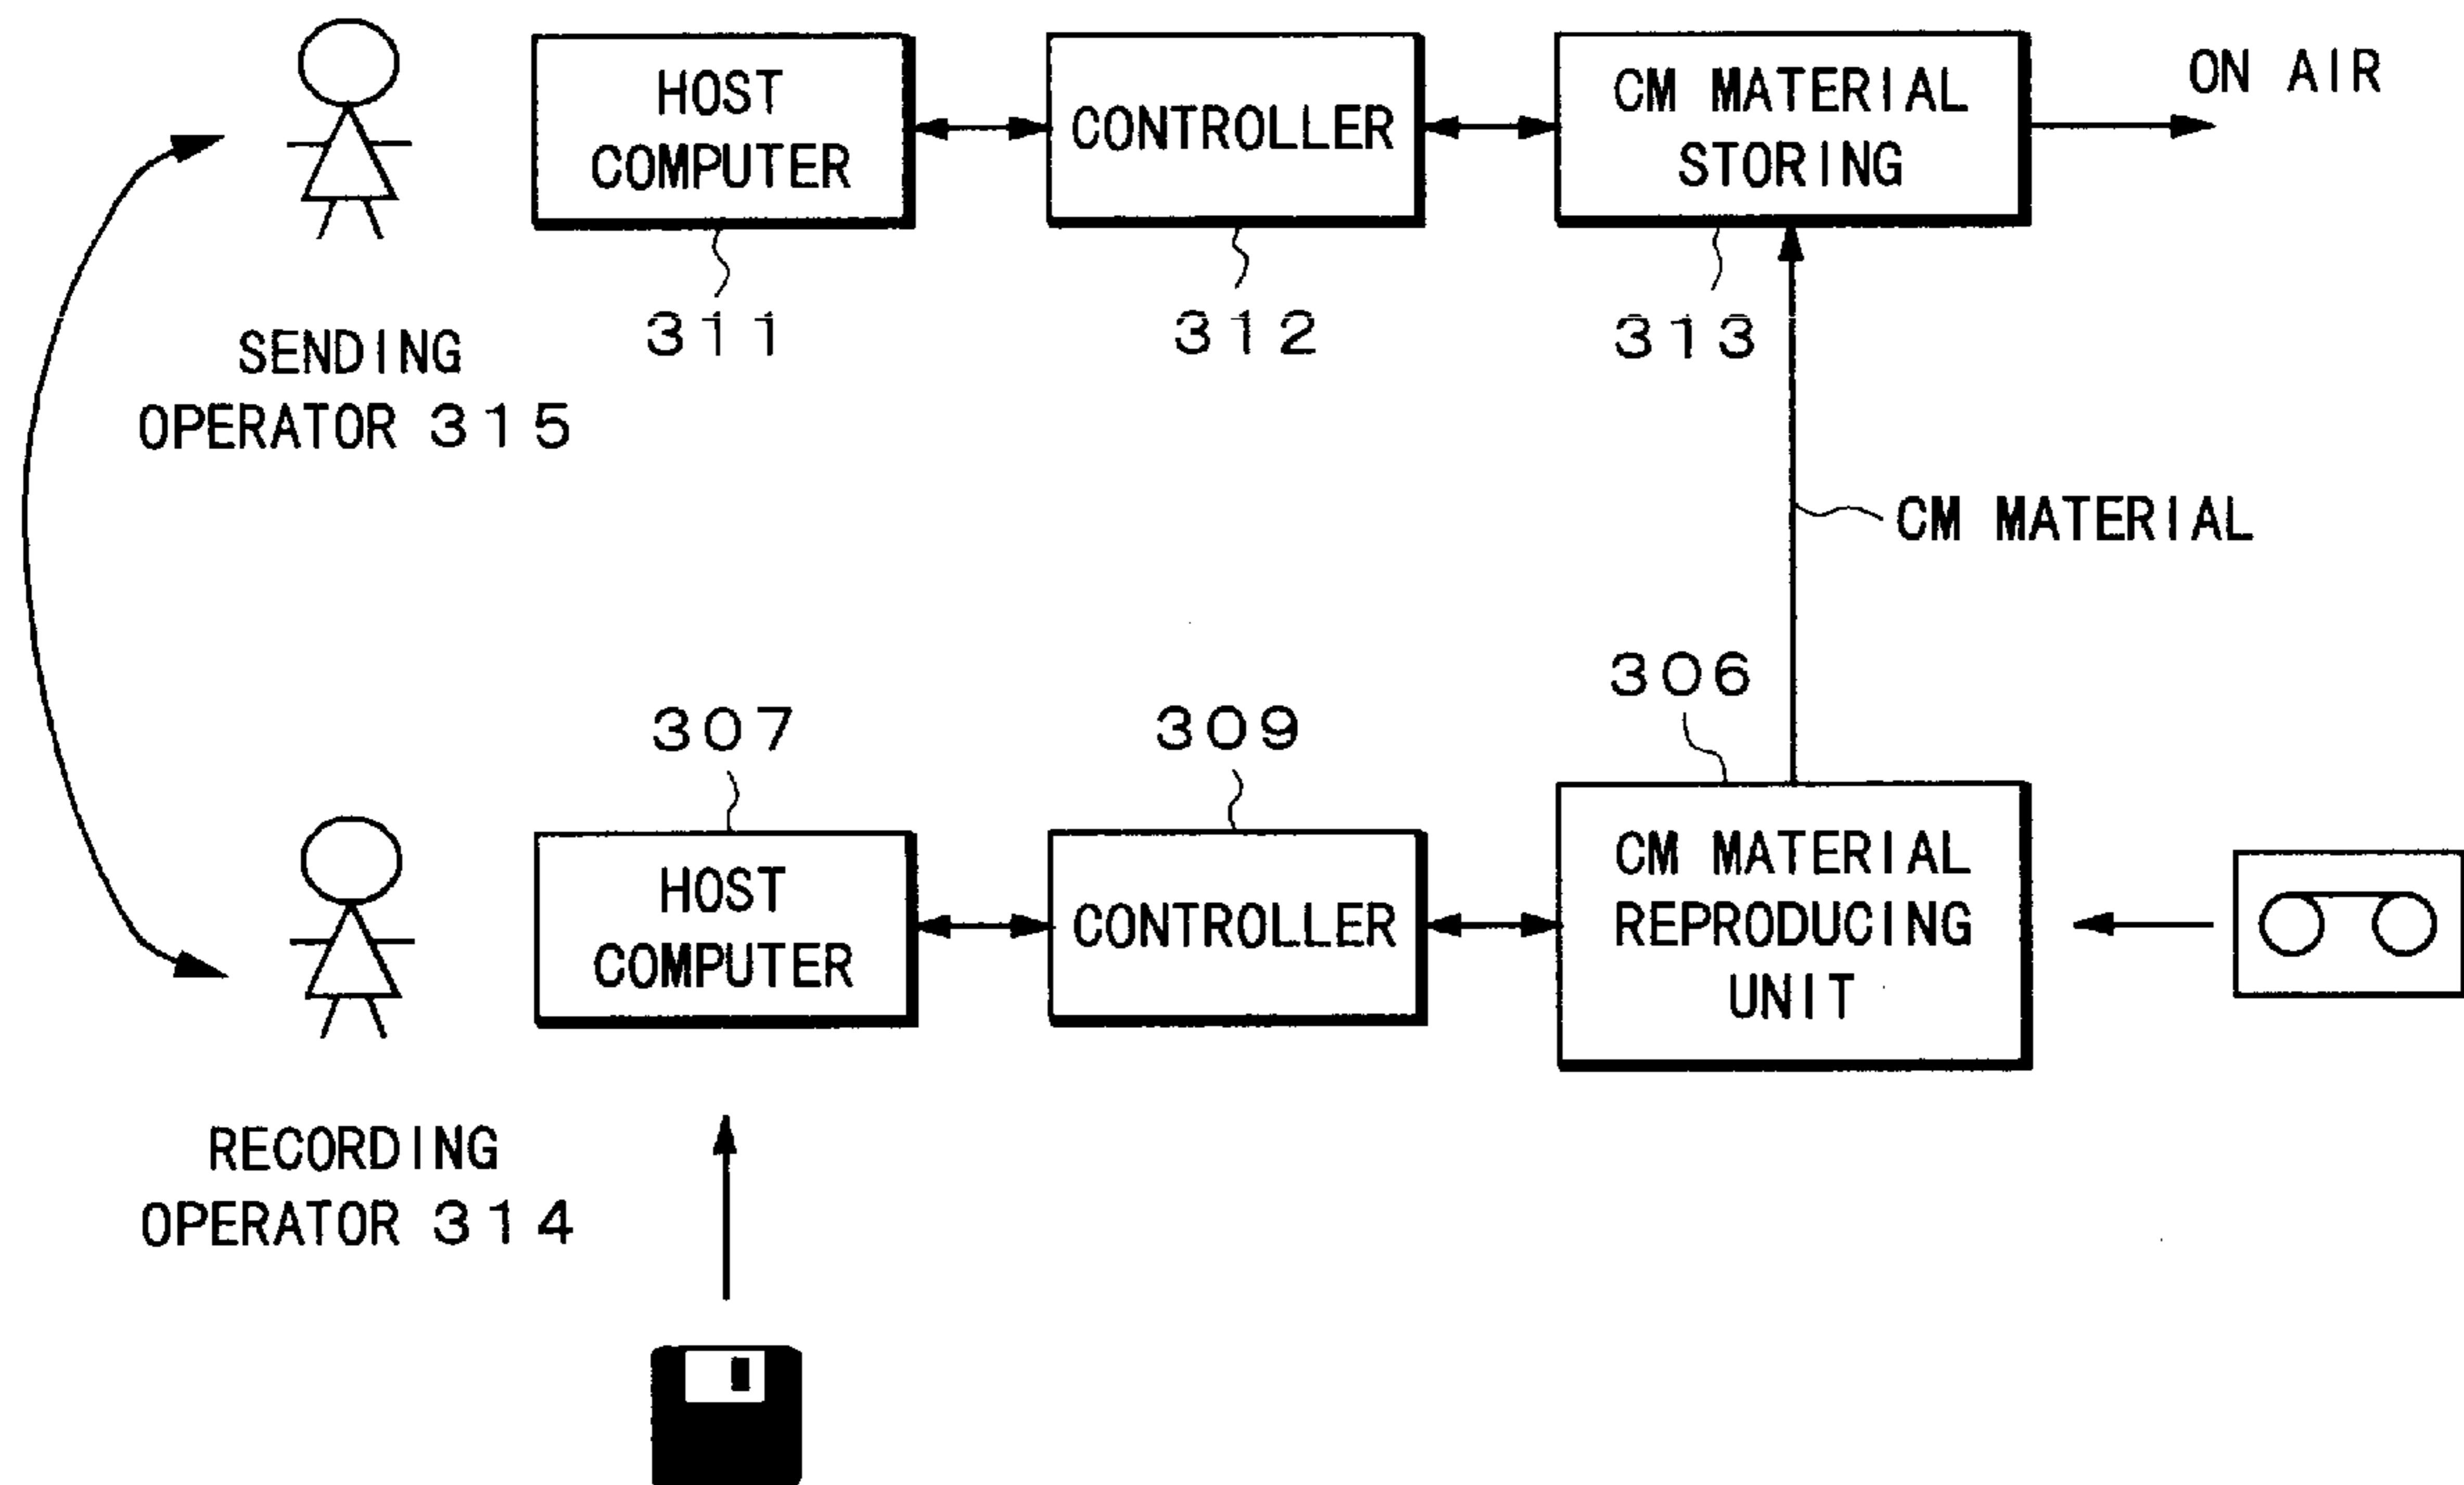 HOST
COMPUTER
CONTROLLER
CM MATERIAL
STORING
ON AIR
311
312
313
SENDING
OPERATOR 315
CM MATERIAL
306
307
309
HOST
COMPUTER
CONTROLLER
CM MATERIAL
REPRODUCING
UNIT
RECORDING
OPERATOR 314